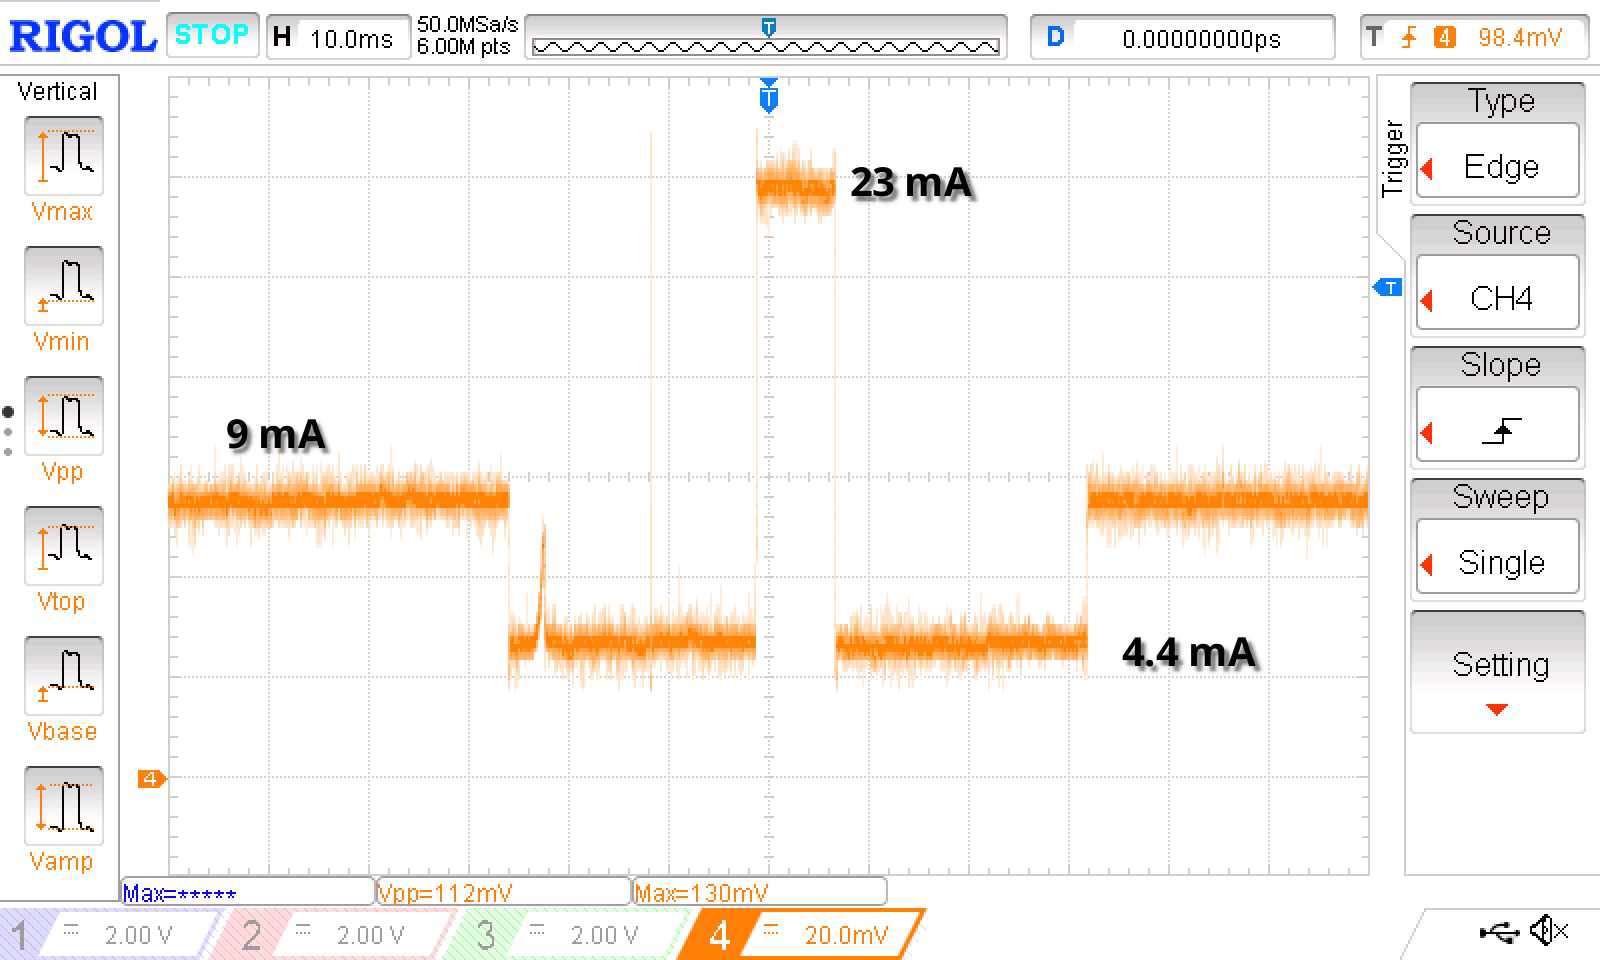 RIGOL STOP H 10.0ms 50.0MSa/s 6.00M pts T D 0.00000000ps T 4 98.4mV
Vertical
Vmax
Vmin
Vpp
Vtop
Vbase
Vamp
T
23 mA
9 mA
4.4 mA
T
4
Trigger
Type
Edge
Source
CH4
Slope
Sweep
Single
Setting
Max=*****
Vpp=112mV
Max=130mV
1 2.00 V
2 2.00 V
3 2.00 V
4 20.0mV